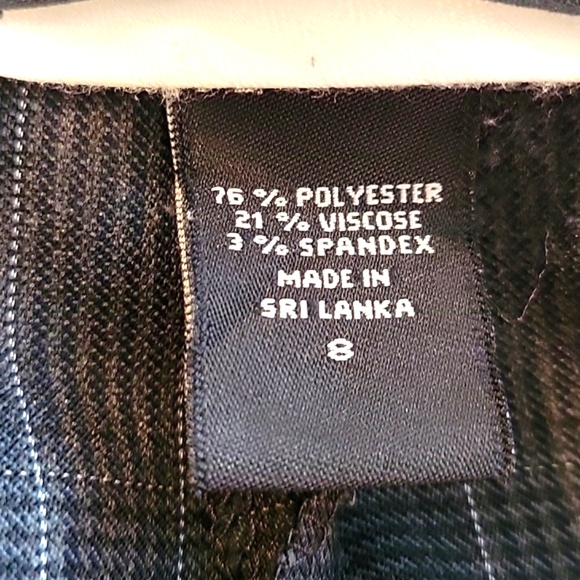 76 % POLYESTER
21 % VISCOSE
3 % SPANDEX
MADE IN
SRI LANKA
8